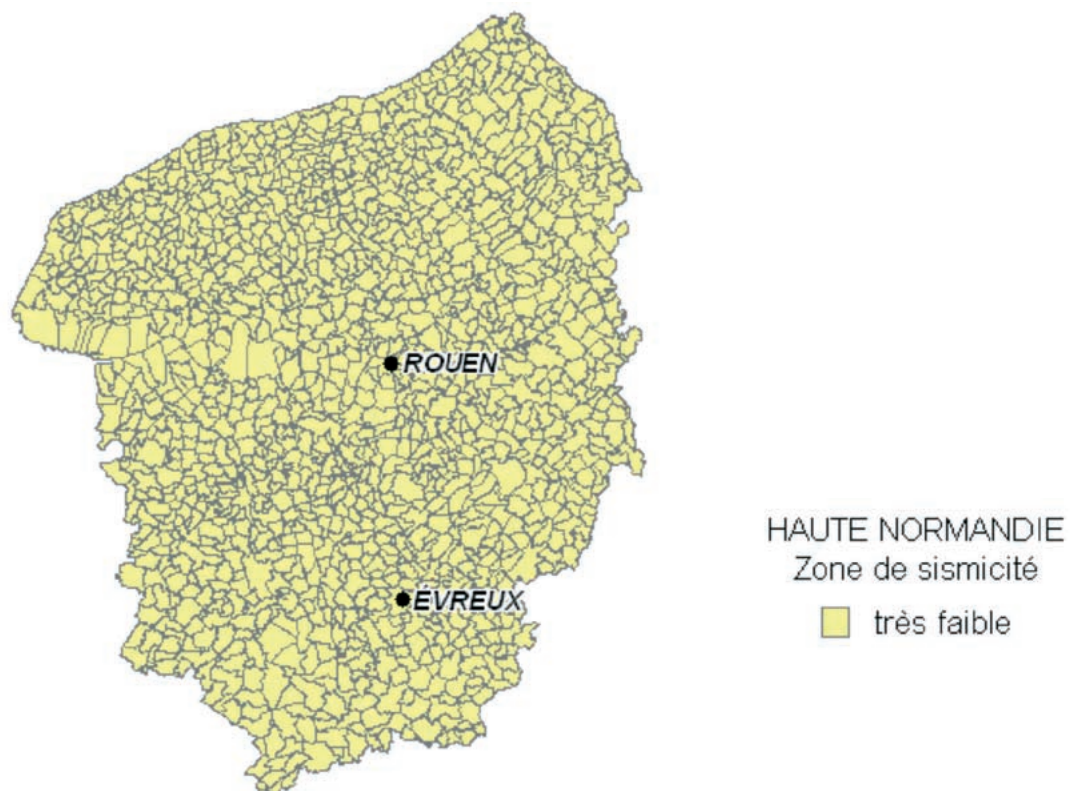 ROUEN
ÉVREUX
HAUTE NORMANDIE
Zone de sismicité
très faible